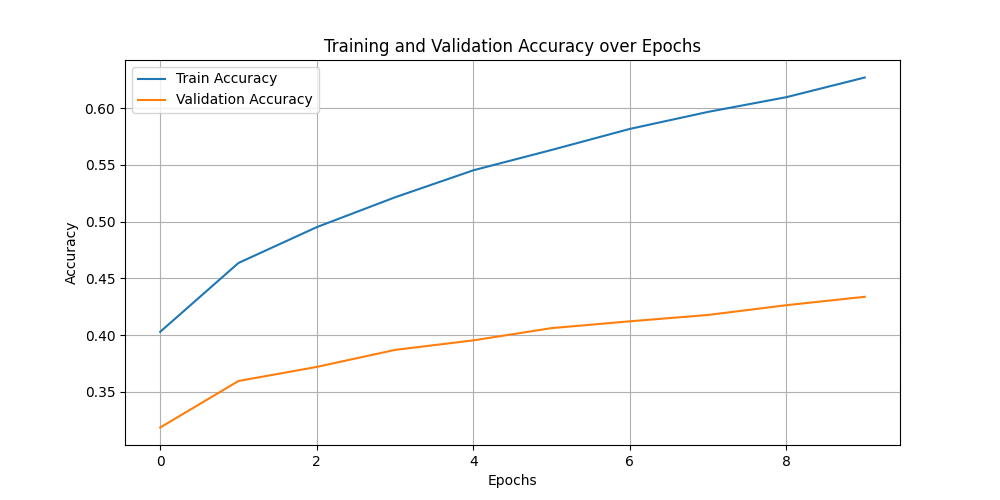 Training and Validation Accuracy over Epochs
Train Accuracy
Validation Accuracy
Accuracy
0.60
0.55
0.50
0.45
0.40
0.35
0 2 4 6 8
Epochs